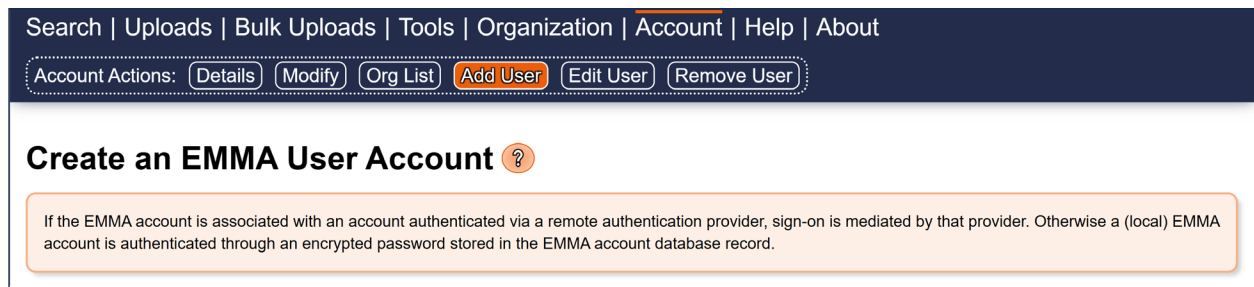 Search | Uploads | Bulk Uploads | Tools | Organization | Account | Help | About
Account Actions: Details Modify Org List Add User Edit User Remove User
Create an EMMA User Account ?
If the EMMA account is associated with an account authenticated via a remote authentication provider, sign-on is mediated by that provider. Otherwise a (local) EMMA
account is authenticated through an encrypted password stored in the EMMA account database record.